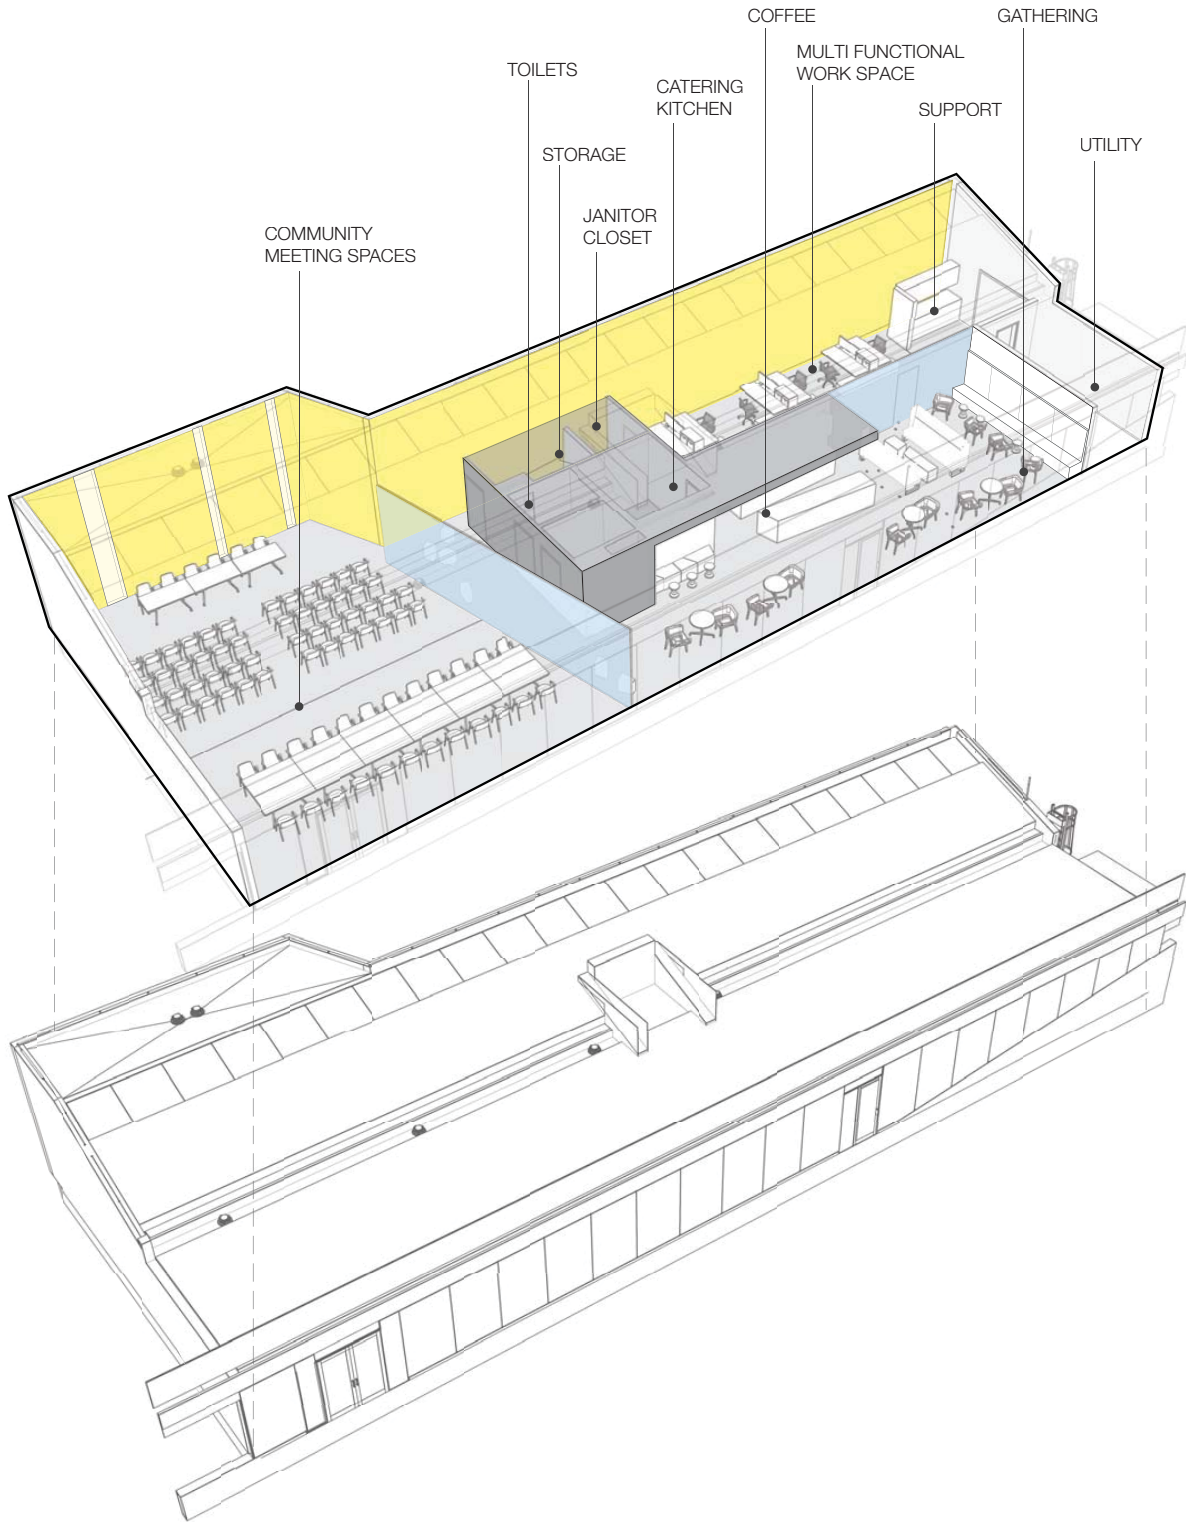 COFFEE
GATHERING
MULTI FUNCTIONAL
WORK SPACE
TOILETS
CATERING
KITCHEN
SUPPORT
STORAGE
UTILITY
JANITOR
CLOSET
COMMUNITY
MEETING SPACES